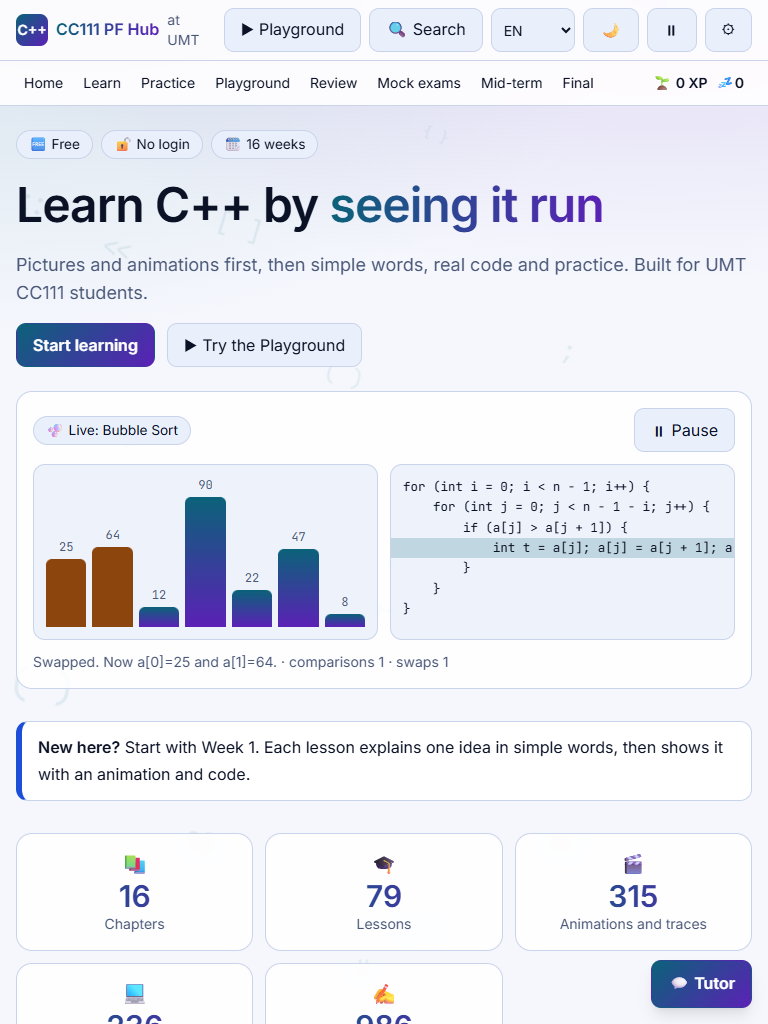 C++ CC111 PF Hub at UMT ▶ Playground 🔍 Search EN 🌙 ⏸ ⚙
Home Learn Practice Playground Review Mock exams Mid-term Final 🌱 0 XP 💤 0
🆓 Free 🔓 No login 🗓 16 weeks
Learn C++ by seeing it run
Pictures and animations first, then simple words, real code and practice. Built for UMT
CC111 students.
Start learning ▶ Try the Playground
Live: Bubble Sort ⏸ Pause
25 64 12 90 22 47 8
for (int i = 0; i < n - 1; i++) {
    for (int j = 0; j < n - 1 - i; j++) {
        if (a[j] > a[j + 1]) {
            int t = a[j]; a[j] = a[j + 1]; a
        }
    }
}
Swapped. Now a[0]=25 and a[1]=64. · comparisons 1 · swaps 1
New here? Start with Week 1. Each lesson explains one idea in simple words, then shows it
with an animation and code.
16 79 315
Chapters Lessons Animations and traces
Tutor
236 986